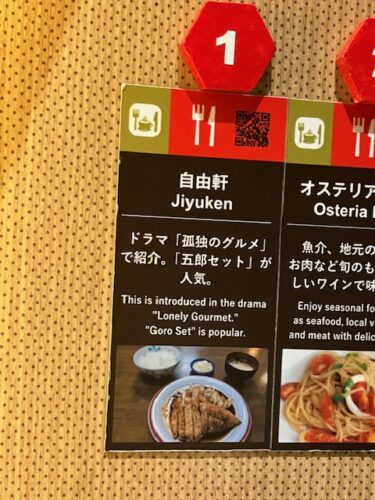 1
自由軒
Jiyuken
ドラマ「孤独のグルメ」
で紹介。「五郎セット」が
人気。
This is introduced in the drama
"Lonely Gourmet."
"Goro Set" is popular.
オステリア
Osteria
魚介、地元の
お肉など旬のも
しいワインで味
Enjoy seasonal fo
as seafood, local v
and meat with delic